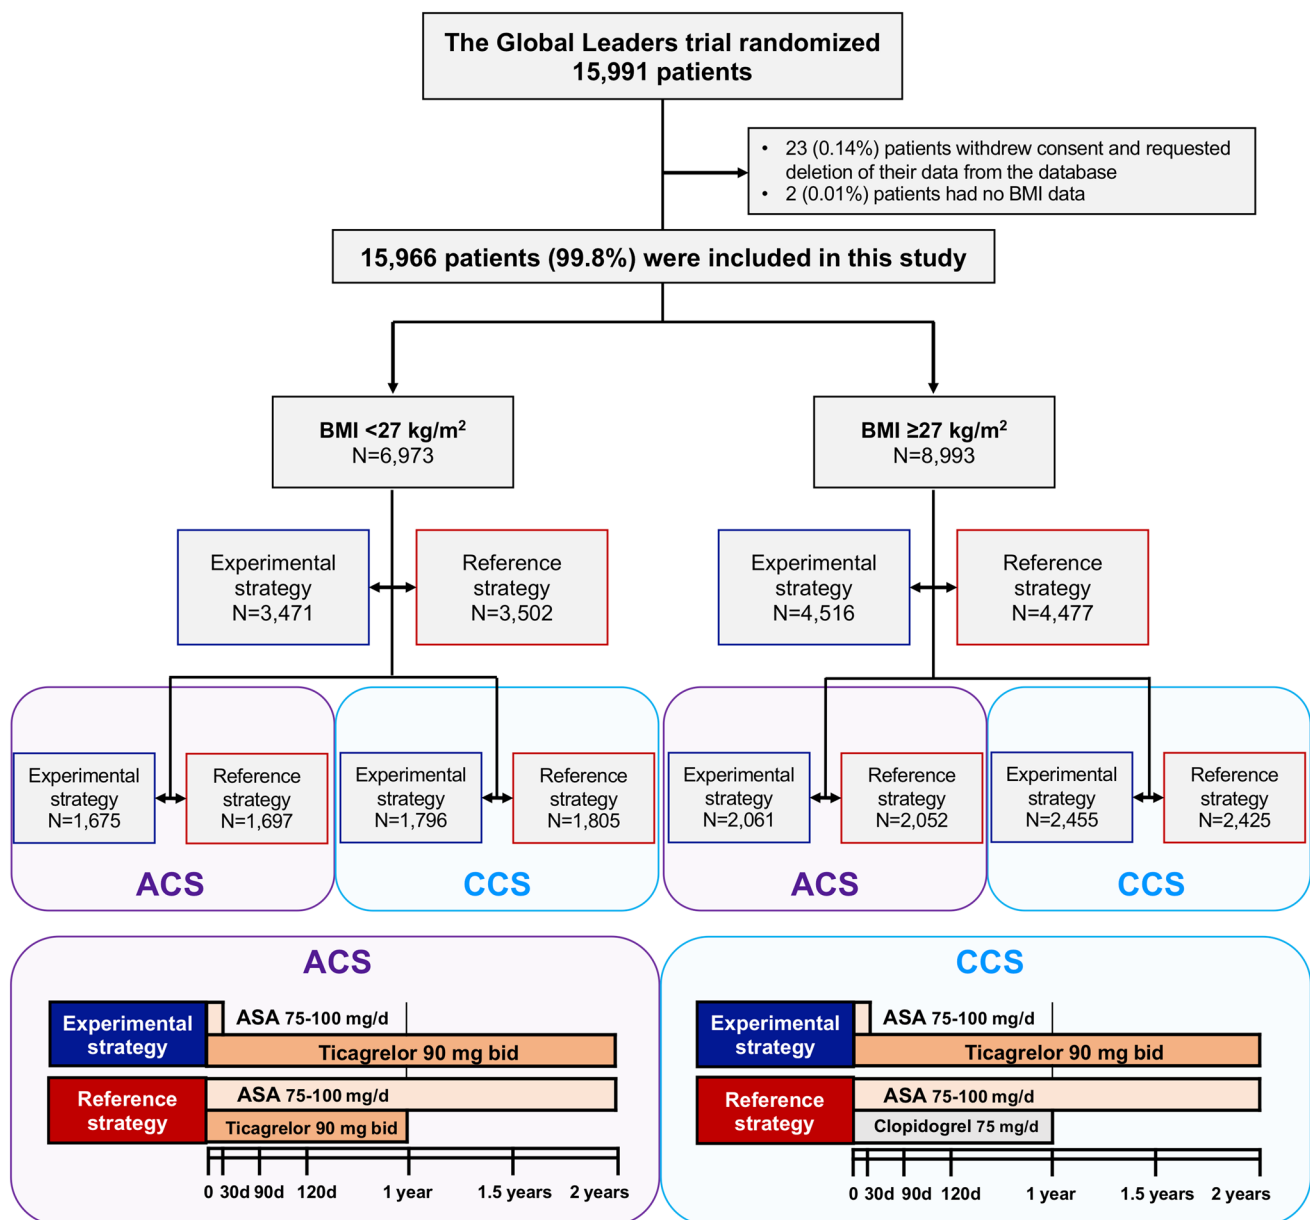 The Global Leaders trial randomized
15,991 patients
• 23 (0.14%) patients withdrew consent and requested
deletion of their data from the database
• 2 (0.01%) patients had no BMI data
15,966 patients (99.8%) were included in this study
BMI <27 kg/m²
N=6,973
BMI ≥27 kg/m²
N=8,993
Experimental
strategy
N=3,471
Reference
strategy
N=3,502
Experimental
strategy
N=4,516
Reference
strategy
N=4,477
Experimental
strategy
N=1,675
Reference
strategy
N=1,697
ACS
Experimental
strategy
N=1,796
Reference
strategy
N=1,805
CCS
Experimental
strategy
N=2,061
Reference
strategy
N=2,052
ACS
Experimental
strategy
N=2,455
Reference
strategy
N=2,425
CCS
ACS
Experimental
strategy
ASA 75-100 mg/d
Ticagrelor 90 mg bid
Reference
strategy
ASA 75-100 mg/d
Ticagrelor 90 mg bid
0 30d 90d 120d 1 year 1.5 years 2 years
CCS
Experimental
strategy
ASA 75-100 mg/d
Ticagrelor 90 mg bid
Reference
strategy
ASA 75-100 mg/d
Clopidogrel 75 mg/d
0 30d 90d 120d 1 year 1.5 years 2 years